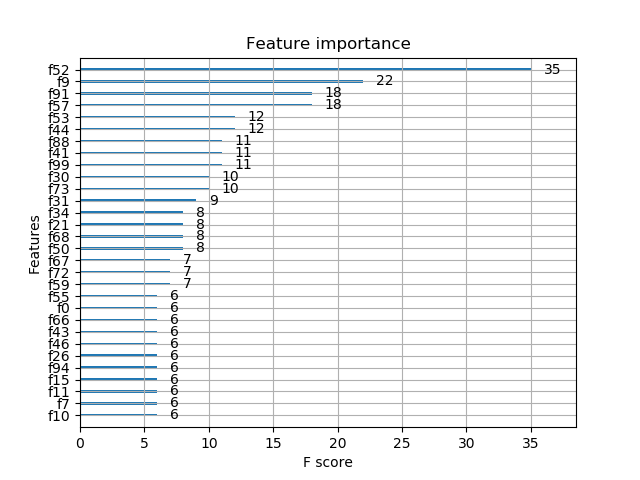 Feature importance
f52 35
f9 22
f91 18
f57 18
f53 12
f44 12
f88 11
f41 11
f99 11
f30 10
f73 10
f31 9
f34 8
f21 8
f68 8
f50 8
f67 7
f72 7
f59 7
f55 6
f0 6
f66 6
f43 6
f46 6
f26 6
f94 6
f15 6
f11 6
f7 6
f10 6
Features
0 5 10 15 20 25 30 35
F score